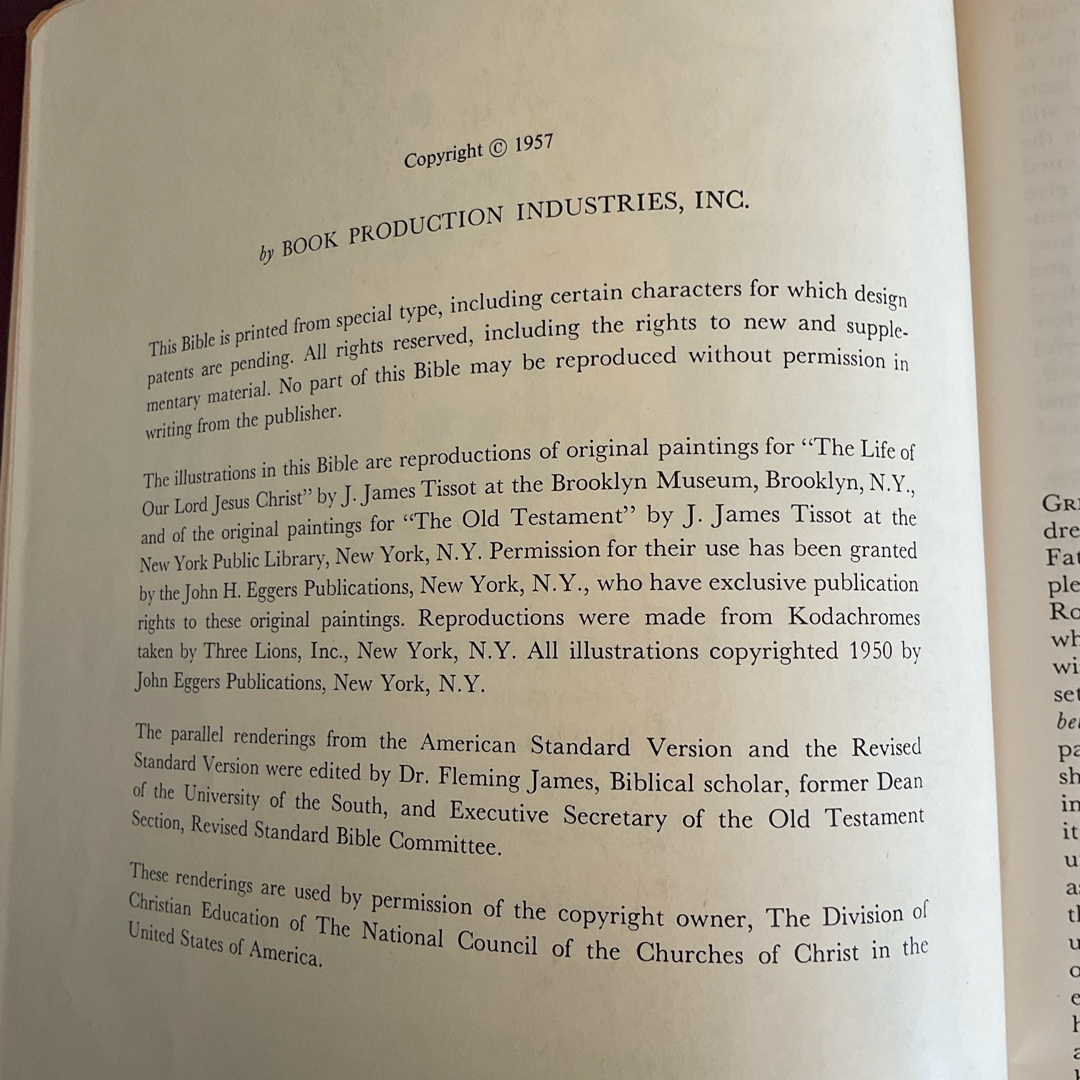 Copyright © 1957
by BOOK PRODUCTION INDUSTRIES, INC.
This Bible is printed from special type, including certain characters for which design
patents are pending. All rights reserved, including the rights to new and supple-
mentary material. No part of this Bible may be reproduced without permission in
writing from the publisher.
The illustrations in this Bible are reproductions of original paintings for “The Life of
Our Lord Jesus Christ” by J. James Tissot at the Brooklyn Museum, Brooklyn, N.Y.,
and of the original paintings for “The Old Testament” by J. James Tissot at the
New York Public Library, New York, N.Y. Permission for their use has been granted
by the John H. Eggers Publications, New York, N.Y., who have exclusive publication
rights to these original paintings. Reproductions were made from Kodachromes
taken by Three Lions, Inc., New York, N.Y. All illustrations copyrighted 1950 by
John Eggers Publications, New York, N.Y.
The parallel renderings from the American Standard Version and the Revised
Standard Version were edited by Dr. Fleming James, Biblical scholar, former Dean
of the University of the South, and Executive Secretary of the Old Testament
Section, Revised Standard Bible Committee.
These renderings are used by permission of the copyright owner, The Division of
Christian Education of The National Council of the Churches of Christ in the
United States of America.